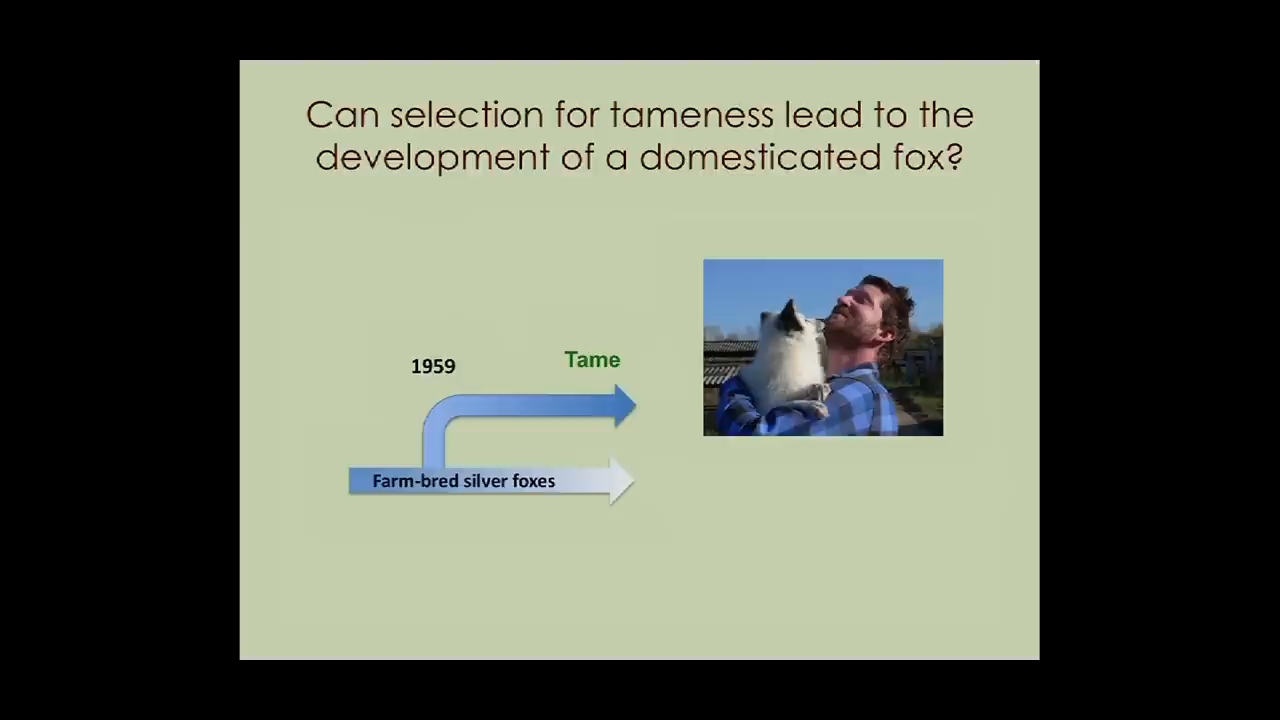 Can selection for tameness lead to the
development of a domesticated fox?
1959
Tame
Farm-bred silver foxes